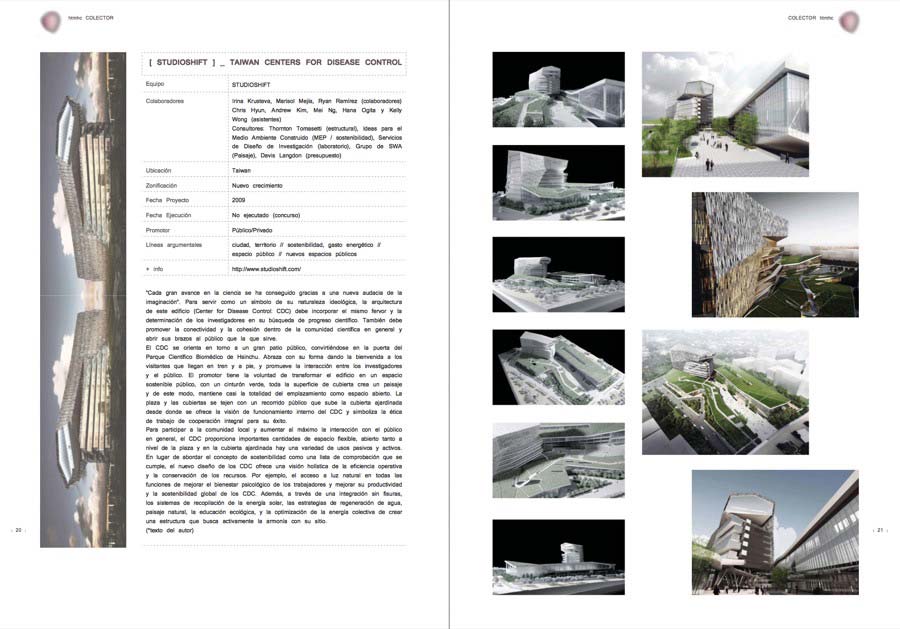 htmhc COLECTOR
[ STUDIOSHIFT ] _ TAIWAN CENTERS FOR DISEASE CONTROL
Equipo STUDIOSHIFT
Colaboradores Irina Krusteva, Marisol Mejía, Ryan Ramirez (colaboradores)
Chris Hyun, Andrew Kim, Mei Ng, Hana Ogita y Kelly
Wong (asistentes)
Consultores: Thornton Tomasetti (estructural), Ideas para el
Medio Ambiente Construido (MEP / sostenibilidad), Servicios
de Diseño de Investigación (laboratorio), Grupo de SWA
(Paisaje), Davis Langdon (presupuesto)
Ubicación Taiwan
Zonificación Nuevo crecimiento
Fecha Proyecto 2009
Fecha Ejecución No ejecutado (concurso)
Promotor Público/Privado
Líneas argumentales ciudad, territorio // sostenibilidad, gasto energético //
espacio público // nuevos espacios públicos
+ info http://www.studioshift.com/
"Cada gran avance en la ciencia se ha conseguido gracias a una nueva audacia de la
imaginación". Para servir como un símbolo de su naturaleza ideológica, la arquitectura
de este edificio (Center for Disease Control: CDC) debe incorporar el mismo fervor y la
determinación de los investigadores en su búsqueda de progreso científico. También debe
promover la conectividad y la cohesión dentro de la comunidad científica en general y
abrir sus brazos al público que la que sirve.
El CDC se orienta en torno a un gran patio público, convirtiéndose en la puerta del
Parque Científico Biomédico de Hsinchu. Abraza con su forma dando la bienvenida a los
visitantes que llegan en tren y a pie, y promueve la interacción entre los investigadores
y el público. El promotor tiene la voluntad de transformar el edificio en un espacio
sostenible público, con un cinturón verde, toda la superficie de cubierta crea un paisaje
y de este modo, mantiene casi la totalidad del emplazamiento como espacio abierto. La
plaza y las cubiertas se tejen con un recorrido público que sube la cubierta ajardinada
desde donde se ofrece la visión de funcionamiento interno del CDC y simboliza la ética
de trabajo de cooperación integral para su éxito.
Para participar a la comunidad local y aumentar al máximo la interacción con el público
en general, el CDC proporciona importantes cantidades de espacio flexible, abierto tanto a
nivel de la plaza y en la cubierta ajardinada hay una variedad de usos pasivos y activos.
En lugar de abordar el concepto de sostenibilidad como una lista de comprobación que se
cumple, el nuevo diseño de los CDC ofrece una visión holística de la eficiencia operativa
y la conservación de los recursos. Por ejemplo, el acceso a luz natural en todas las
funciones de mejorar el bienestar psicológico de los trabajadores y mejorar su productividad
y la sostenibilidad global de los CDC. Además, a través de una integración sin fisuras,
los sistemas de recopilación de la energía solar, las estrategias de regeneración de agua,
paisaje natural, la educación ecológica, y la optimización de la energía colectiva de crear
una estructura que busca activamente la armonía con su sitio.
(*texto del autor)
20
COLECTOR htmhc
21